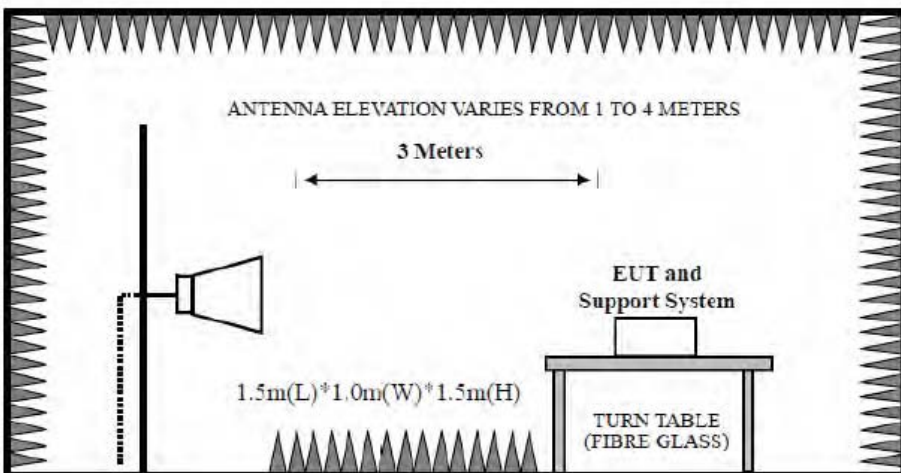 ANTENNA ELEVATION VARIES FROM 1 TO 4 METERS
3 Meters
EUT and
Support System
1.5m(L)*1.0m(W)*1.5m(H)
TURN TABLE
(FIBRE GLASS)